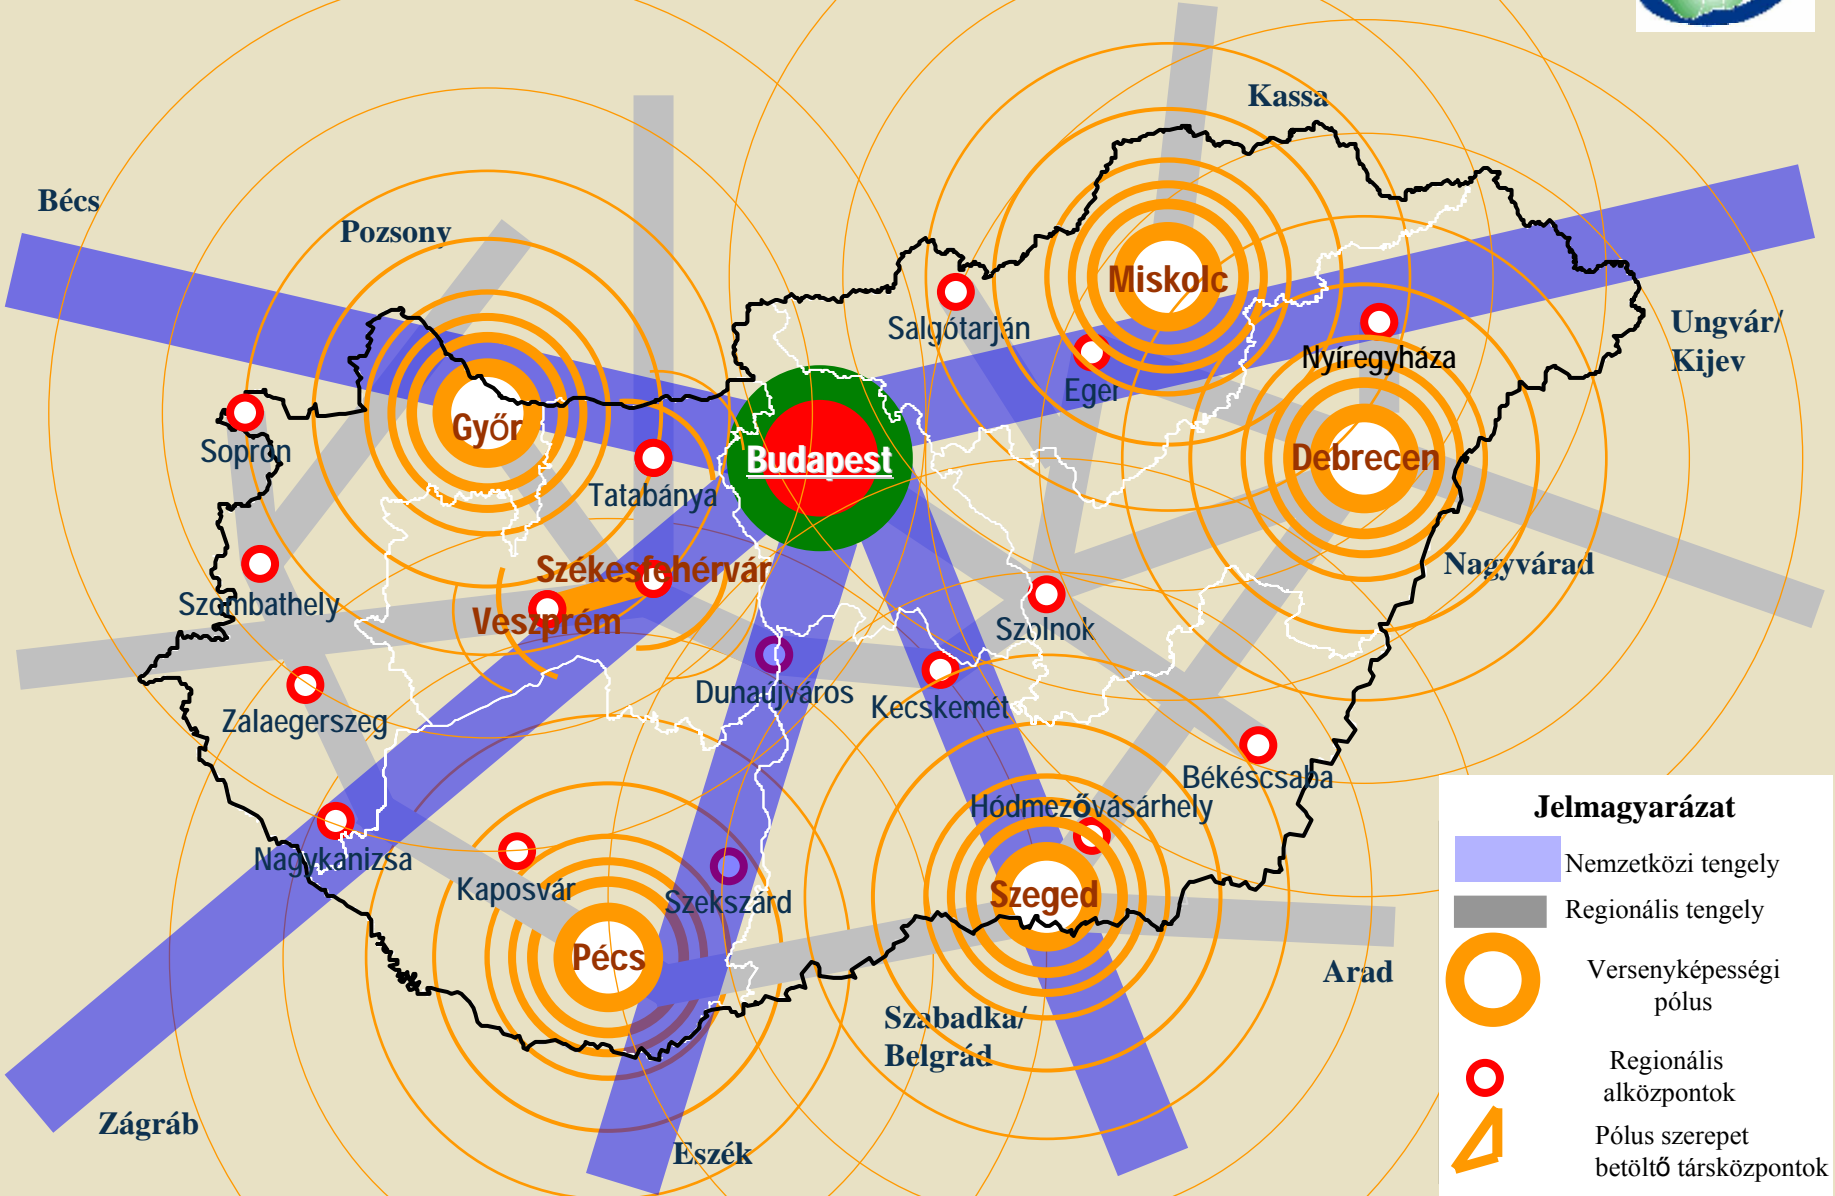 Kassa
Bécs
Pozsony
Miskolc
Salgótarján
Ungvár/
Kijev
Nyíregyháza
Eger
Győr
Sopron
Budapest
Debrecen
Tatabánya
Nagyvárad
Székesfehérvár
Szombathely
Veszprém
Szolnok
Dunaújváros
Kecskemét
Zalaegerszeg
Békéscsaba
Hódmezővásárhely
Nagykanizsa
Kaposvár
Szekszárd
Szeged
Pécs
Arad
Szabadka/
Belgrád
Zágráb
Eszék
Jelmagyarázat
Nemzetközi tengely
Regionális tengely
Versenyképességi
pólus
Regionális
alközpontok
Pólus szerepet
betöltő társközpontok